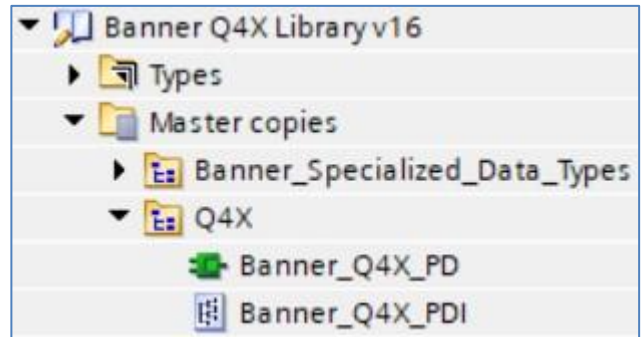 Banner Q4X Library v16
Types
Master copies
Banner_Specialized_Data_Types
Q4X
Banner_Q4X_PD
Banner_Q4X_PDI